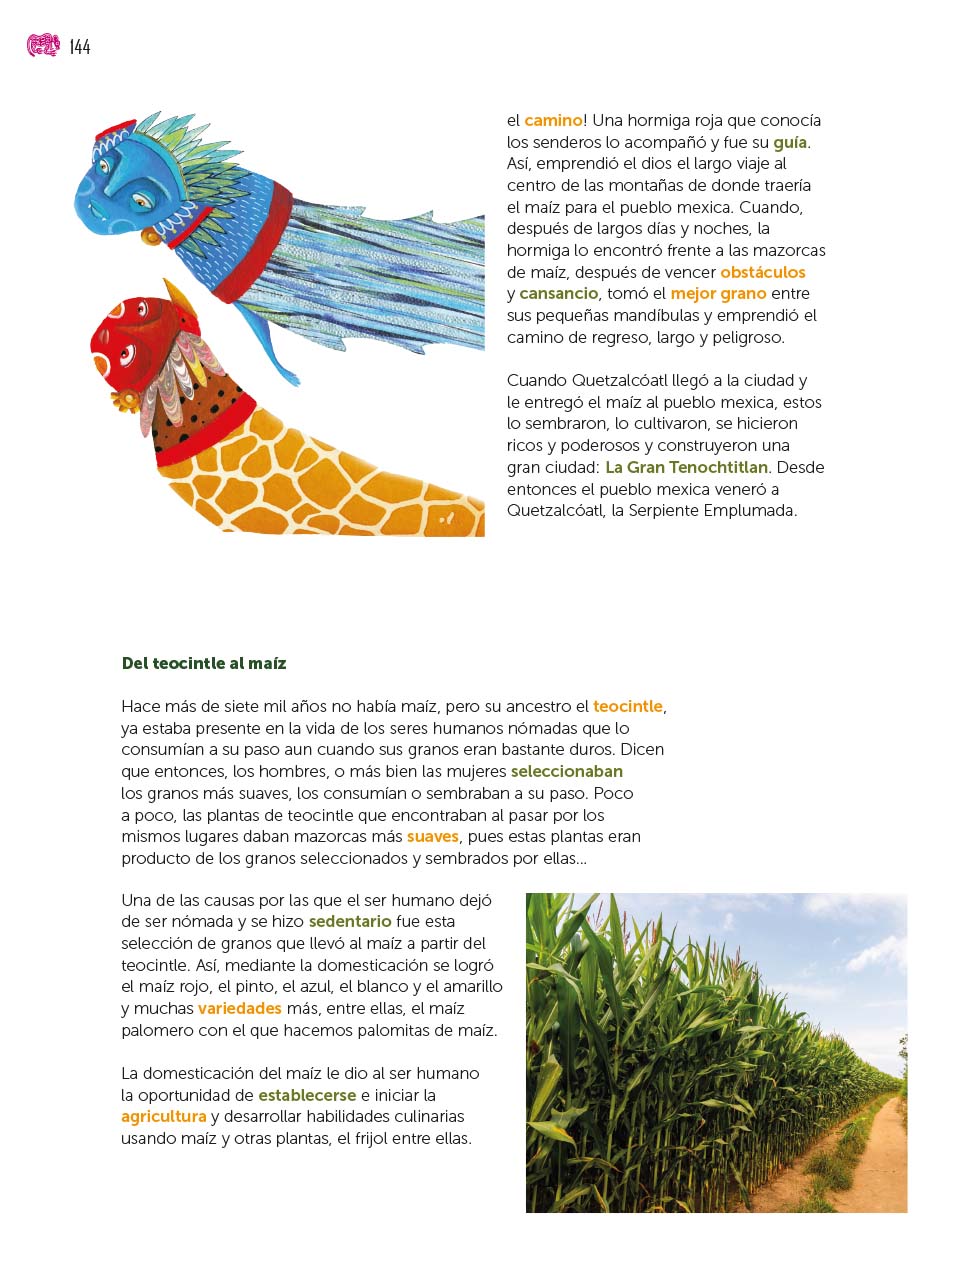 144
el camino! Una hormiga roja que conocía
los senderos lo acompañó y fue su guía.
Así, emprendió el dios el largo viaje al
centro de las montañas de donde traería
el maíz para el pueblo mexica. Cuando,
después de largos días y noches, la
hormiga lo encontró frente a las mazorcas
de maíz, después de vencer obstáculos
y cansancio, tomó el mejor grano entre
sus pequeñas mandíbulas y emprendió el
camino de regreso, largo y peligroso.
Cuando Quetzalcóatl llegó a la ciudad y
le entregó el maíz al pueblo mexica, estos
lo sembraron, lo cultivaron, se hicieron
ricos y poderosos y construyeron una
gran ciudad: La Gran Tenochtitlan. Desde
entonces el pueblo mexica veneró a
Quetzalcóatl, la Serpiente Emplumada.
Del teocintle al maíz
Hace más de siete mil años no había maíz, pero su ancestro el teocintle,
ya estaba presente en la vida de los seres humanos nómadas que lo
consumían a su paso aun cuando sus granos eran bastante duros. Dicen
que entonces, los hombres, o más bien las mujeres seleccionaban
los granos más suaves, los consumían o sembraban a su paso. Poco
a poco, las plantas de teocintle que encontraban al pasar por los
mismos lugares daban mazorcas más suaves, pues estas plantas eran
producto de los granos seleccionados y sembrados por ellas...
Una de las causas por las que el ser humano dejó
de ser nómada y se hizo sedentario fue esta
selección de granos que llevó al maíz a partir del
teocintle. Así, mediante la domesticación se logró
el maíz rojo, el pinto, el azul, el blanco y el amarillo
y muchas variedades más, entre ellas, el maíz
palomero con el que hacemos palomitas de maíz.
La domesticación del maíz le dio al ser humano
la oportunidad de establecerse e iniciar la
agricultura y desarrollar habilidades culinarias
usando maíz y otras plantas, el frijol entre ellas.